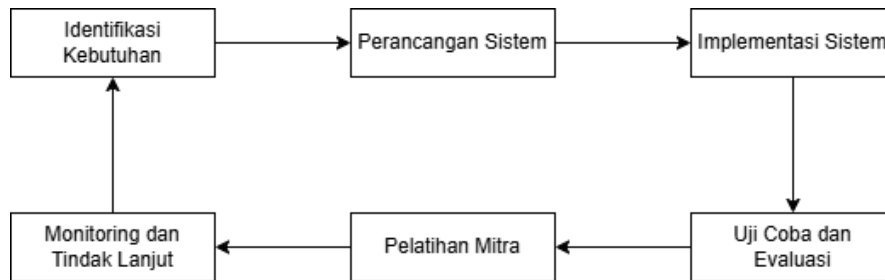 Identifikasi
Kebutuhan
Perancangan Sistem
Implementasi Sistem
Uji Coba dan
Evaluasi
Pelatihan Mitra
Monitoring dan
Tindak Lanjut